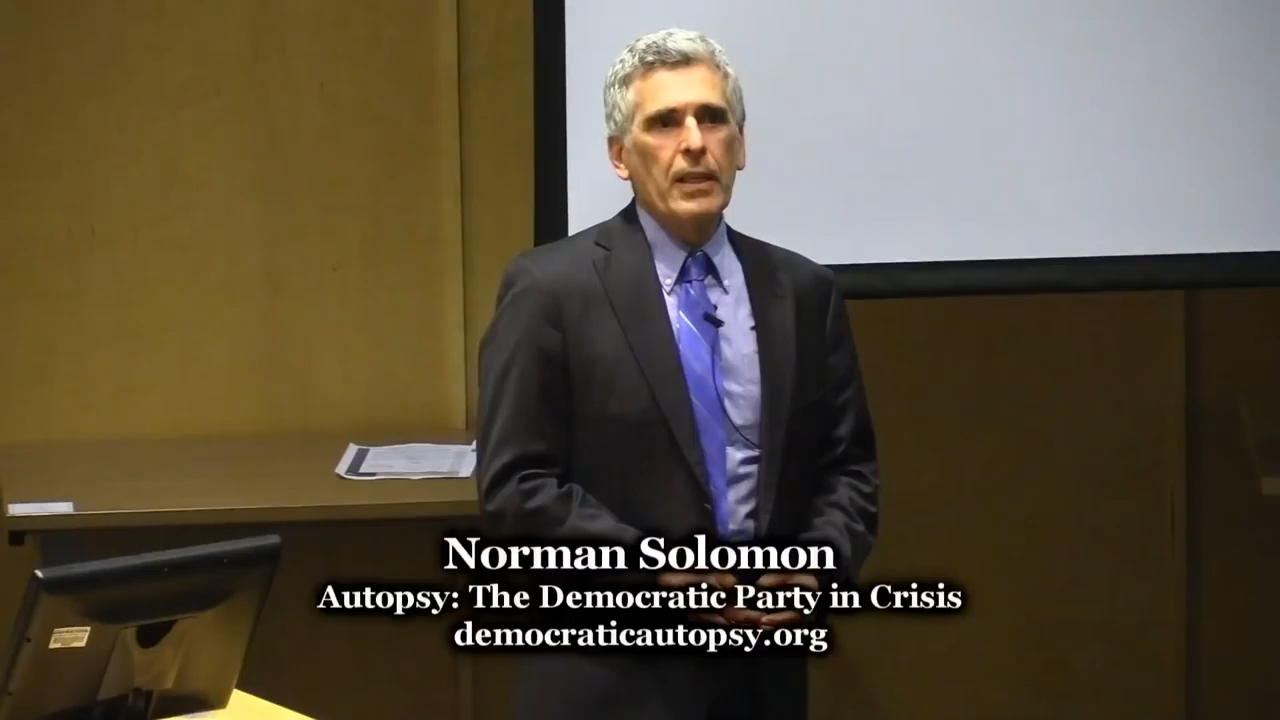 Norman Solomon
Autopsy: The Democratic Party in Crisis
democraticautopsy.org